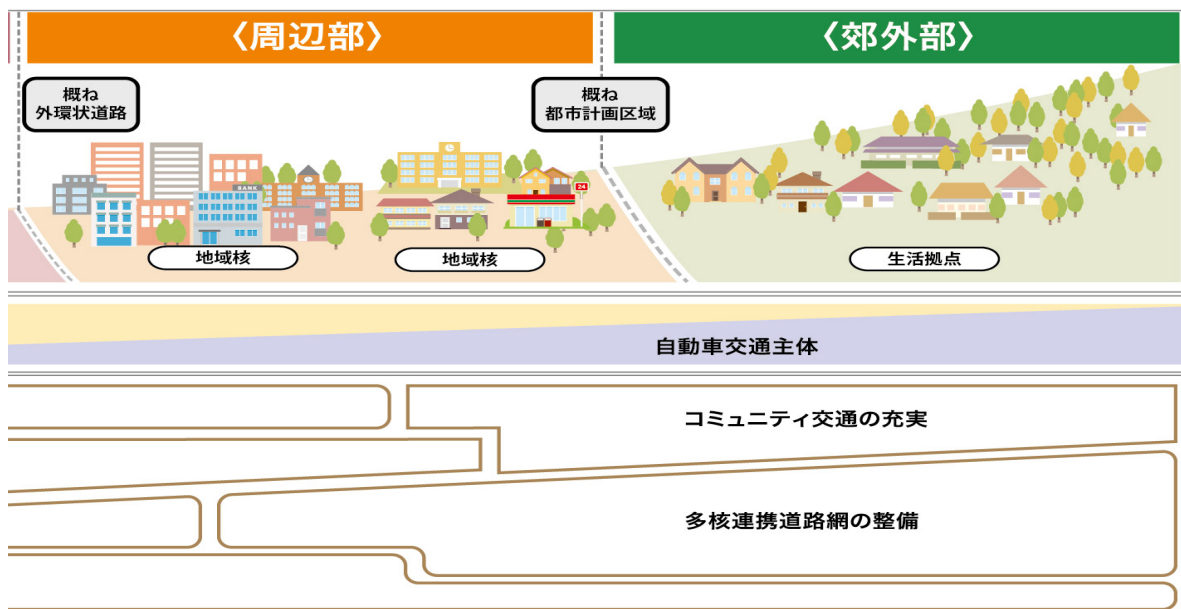 〈周辺部〉
〈郊外部〉
概ね
外環状道路
概ね
都市計画区域
BANK
24
地域核
地域核
生活拠点
自動車交通主体
コミュニティ交通の充実
多核連携道路網の整備